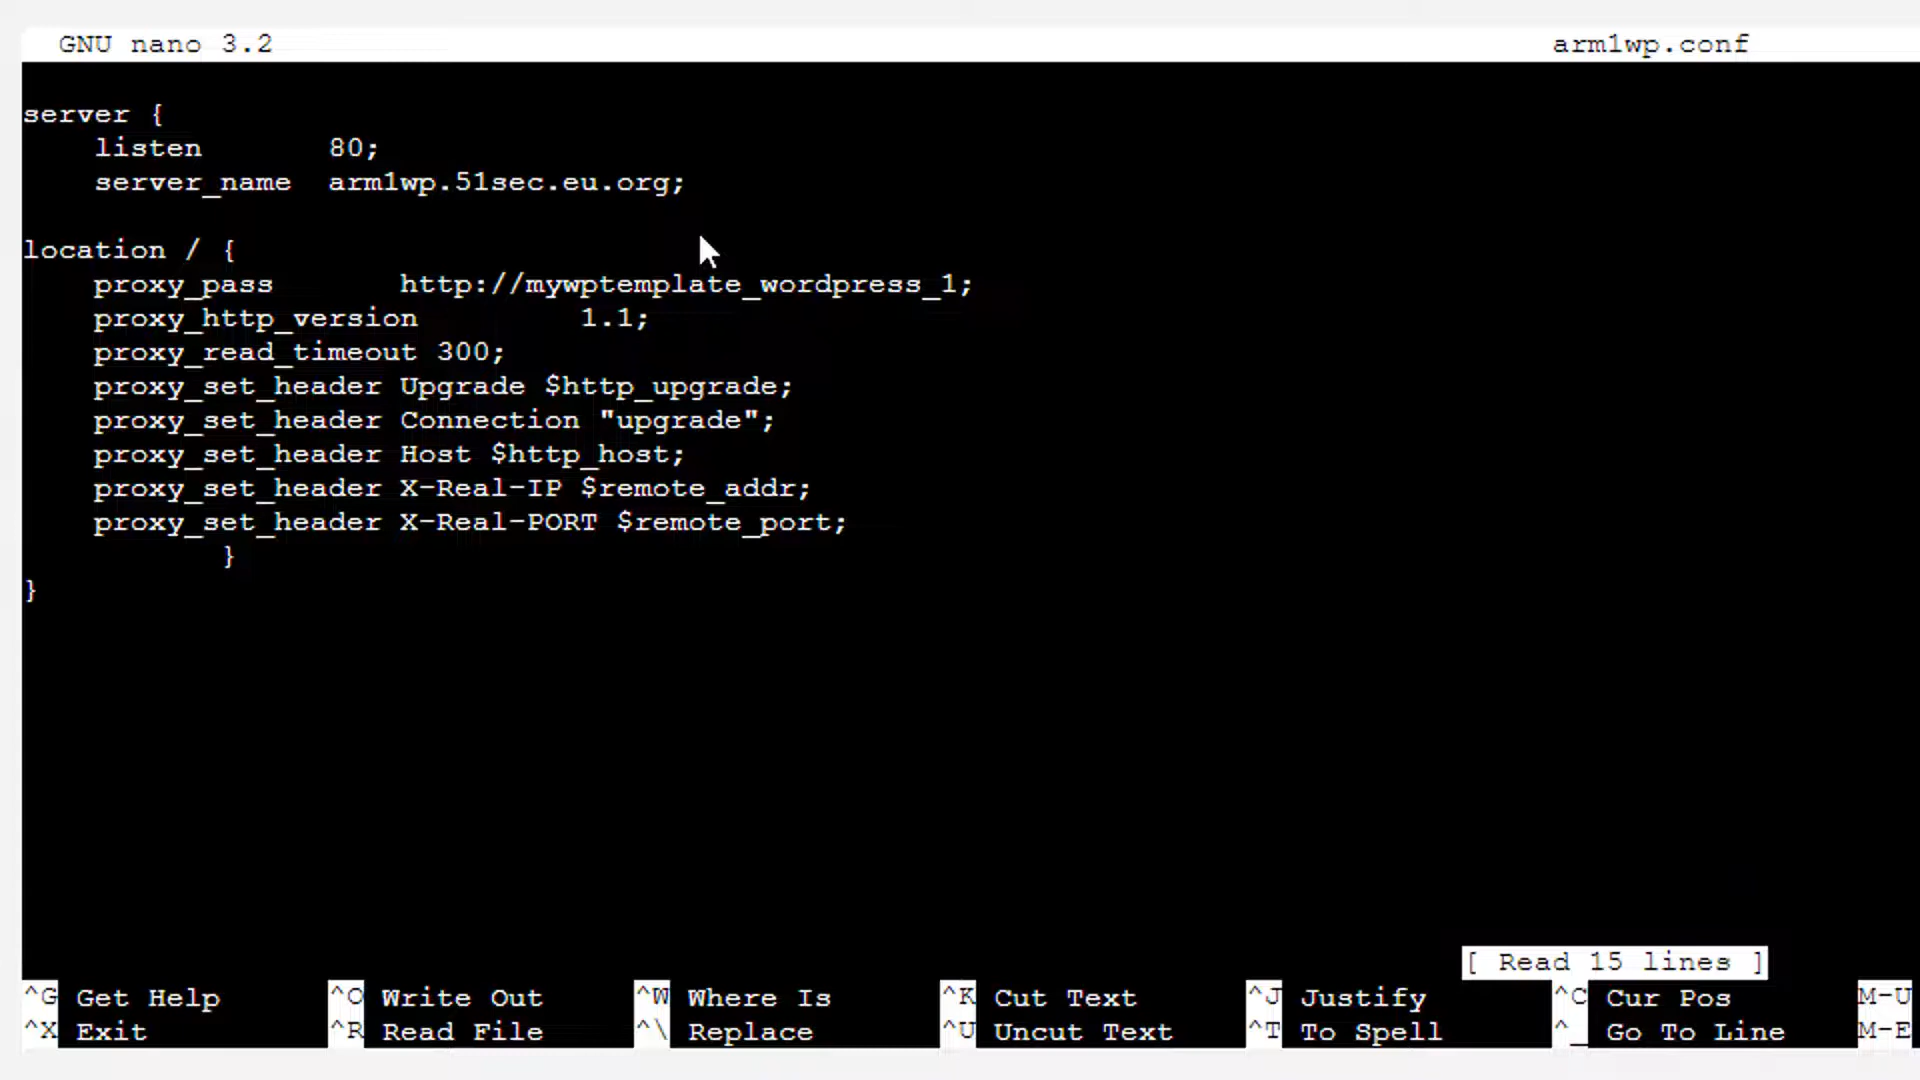 GNU nano 3.2 arm1wp.conf
server {
    listen       80;
    server_name  arm1wp.51sec.eu.org;

location / {
    proxy_pass       http://mywptemplate_wordpress_1;
    proxy_http_version         1.1;
    proxy_read_timeout 300;
    proxy_set_header Upgrade $http_upgrade;
    proxy_set_header Connection "upgrade";
    proxy_set_header Host $http_host;
    proxy_set_header X-Real-IP $remote_addr;
    proxy_set_header X-Real-PORT $remote_port;
           }
}
[ Read 15 lines ]
^G Get Help ^O Write Out ^W Where Is ^K Cut Text ^J Justify ^C Cur Pos M-U
^X Exit ^R Read File ^\ Replace ^U Uncut Text ^T To Spell ^_ Go To Line M-E